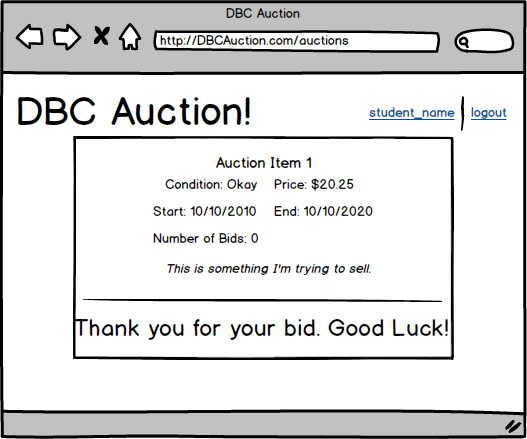 DBC Auction
http://DBCAuction.com/auctions
DBC Auction!
student_name
logout
Auction Item 1
Condition: Okay Price: $20.25
Start: 10/10/2010 End: 10/10/2020
Number of Bids: 0
This is something I'm trying to sell.
Thank you for your bid. Good Luck!